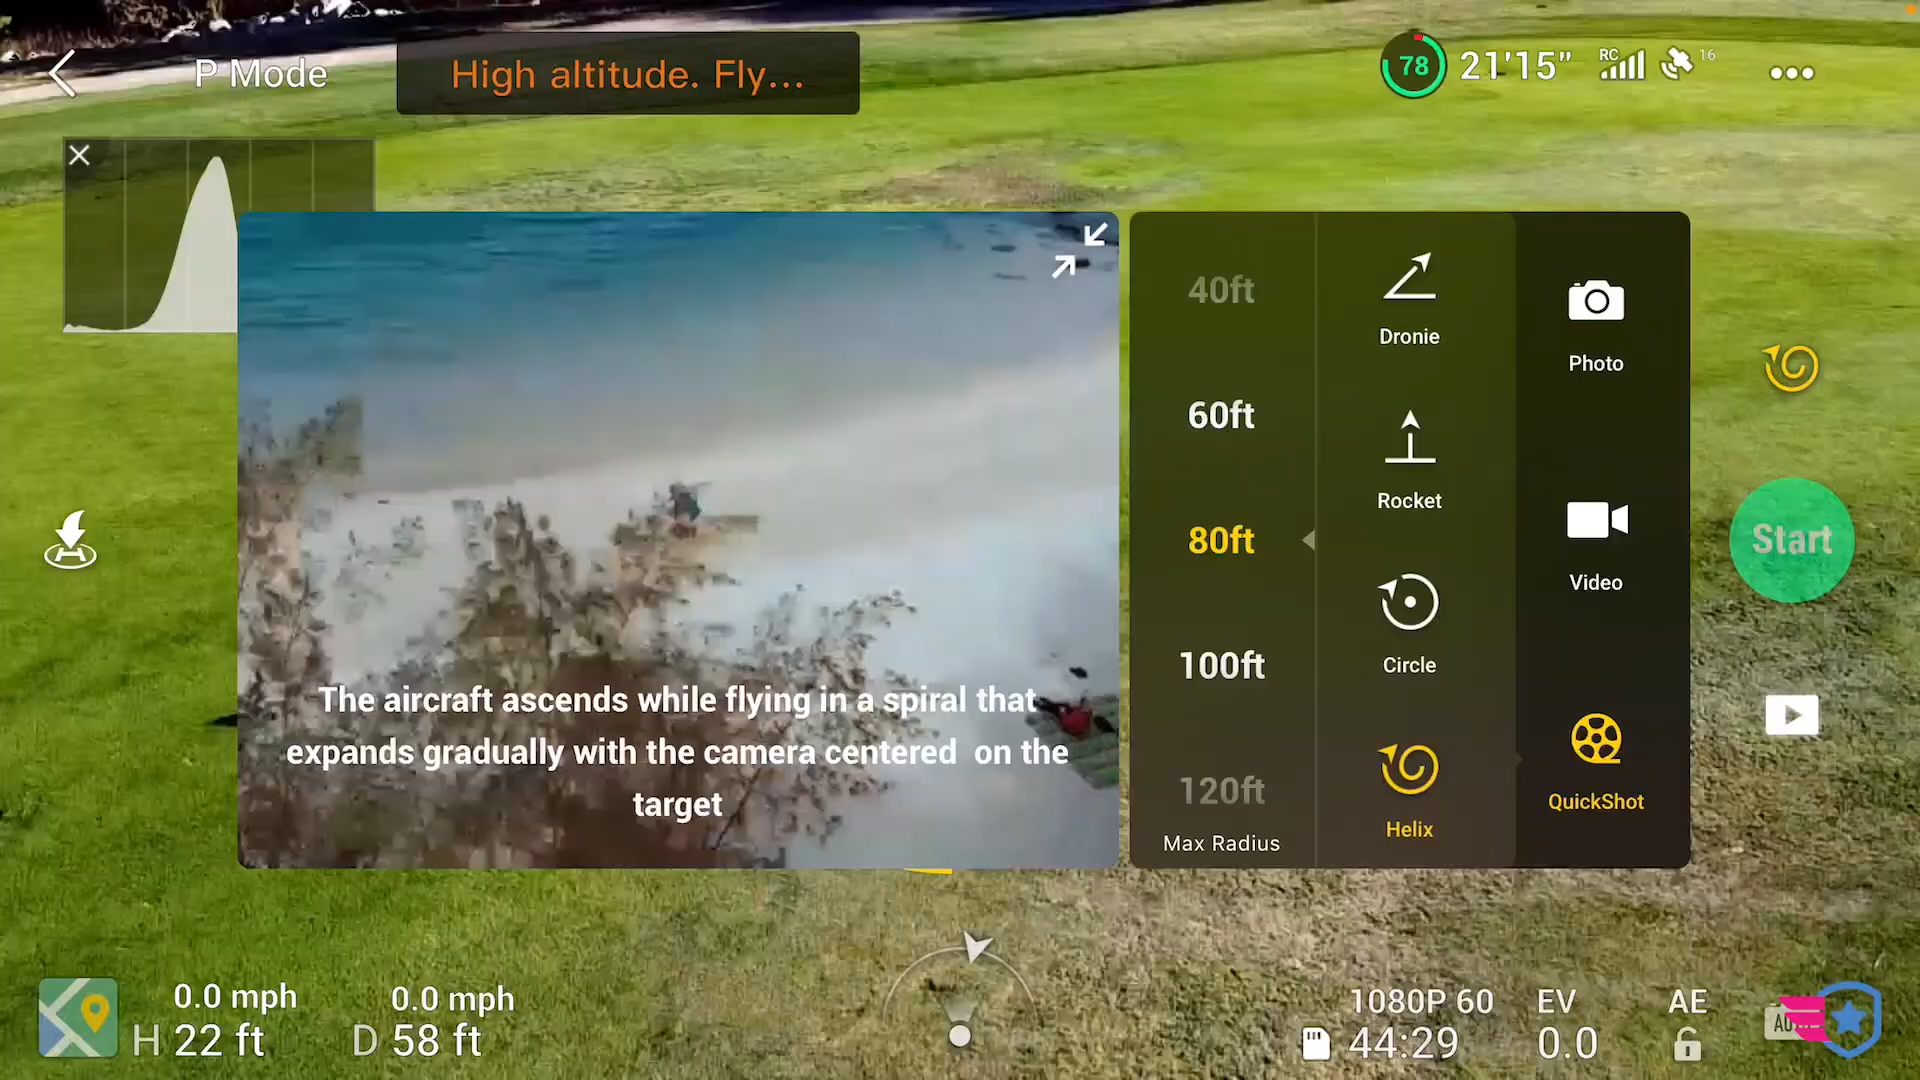 P Mode
High altitude. Fly...
78
21'15"
RC
16
40ft
60ft
80ft
100ft
120ft
Max Radius
Dronie
Rocket
Circle
Helix
Photo
Video
QuickShot
Start
The aircraft ascends while flying in a spiral that
expands gradually with the camera centered on the
target
0.0 mph
0.0 mph
H 22 ft
D 58 ft
1080P 60
44:29
EV
0.0
AE